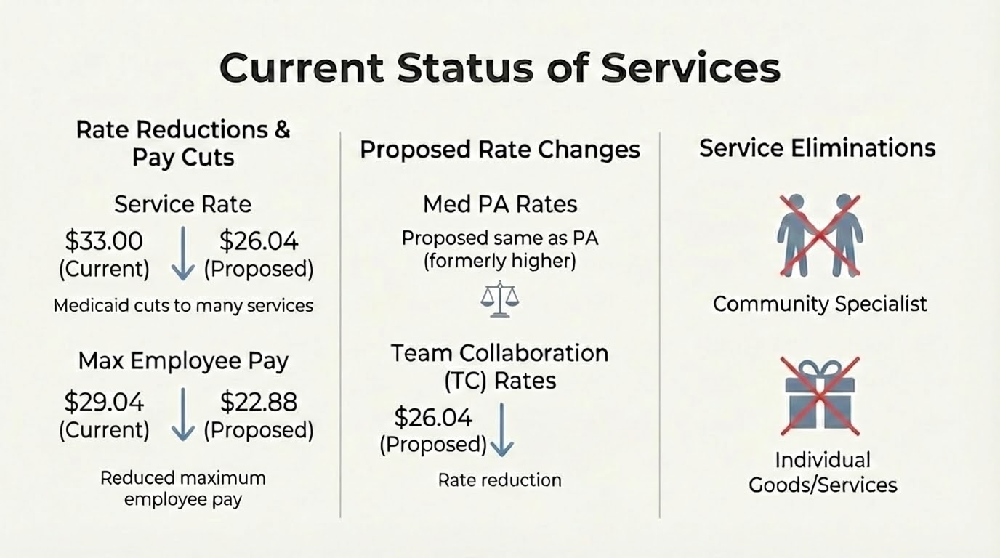 Current Status of Services
Rate Reductions &
Pay Cuts
Service Rate
$33.00
(Current)
$26.04
(Proposed)
Medicaid cuts to many services
Max Employee Pay
$29.04
(Current)
$22.88
(Proposed)
Reduced maximum
employee pay
Proposed Rate Changes
Med PA Rates
Proposed same as PA
(formerly higher)
Team Collaboration
(TC) Rates
$26.04
(Proposed)
Rate reduction
Service Eliminations
Community Specialist
Individual
Goods/Services